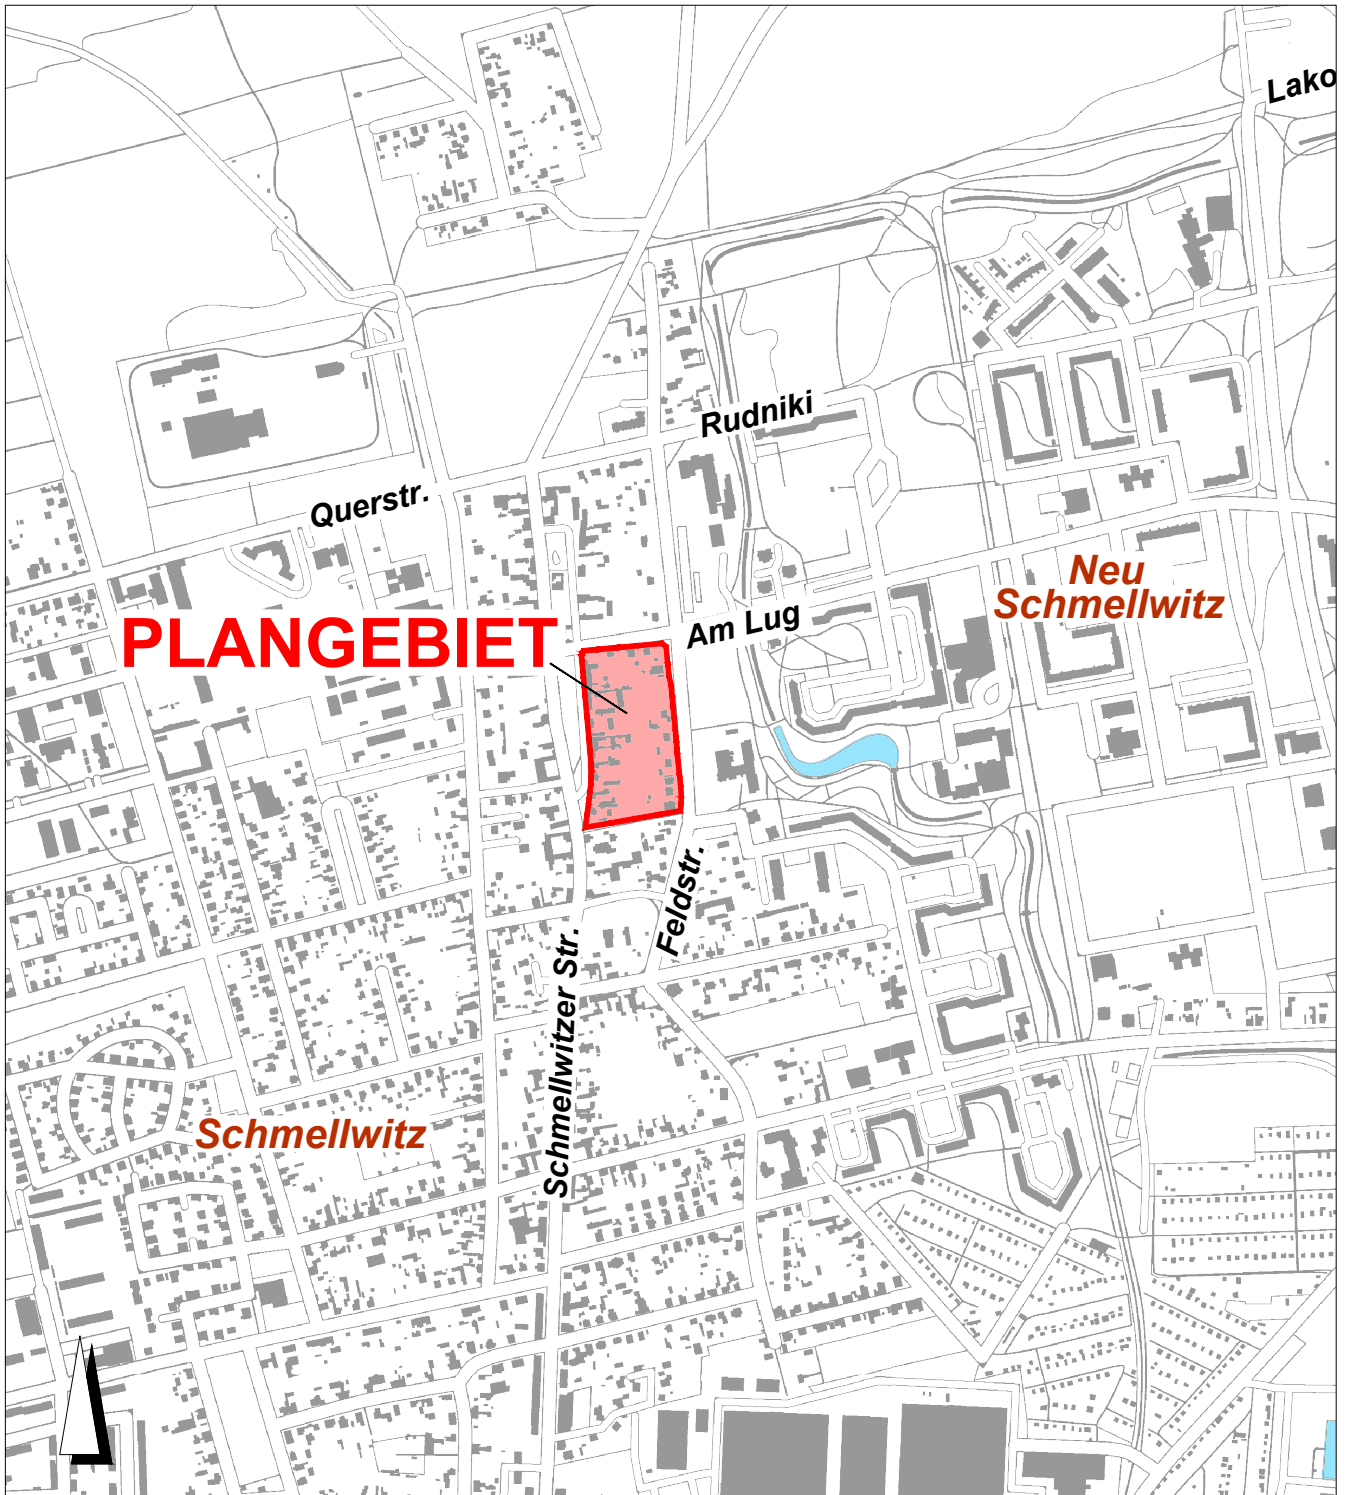 Lako
Rudniki
Querstr.
Neu
Schmellwitz
Am Lug
PLANGEBIET
Feldstr.
Schmellwitzer Str.
Schmellwitz